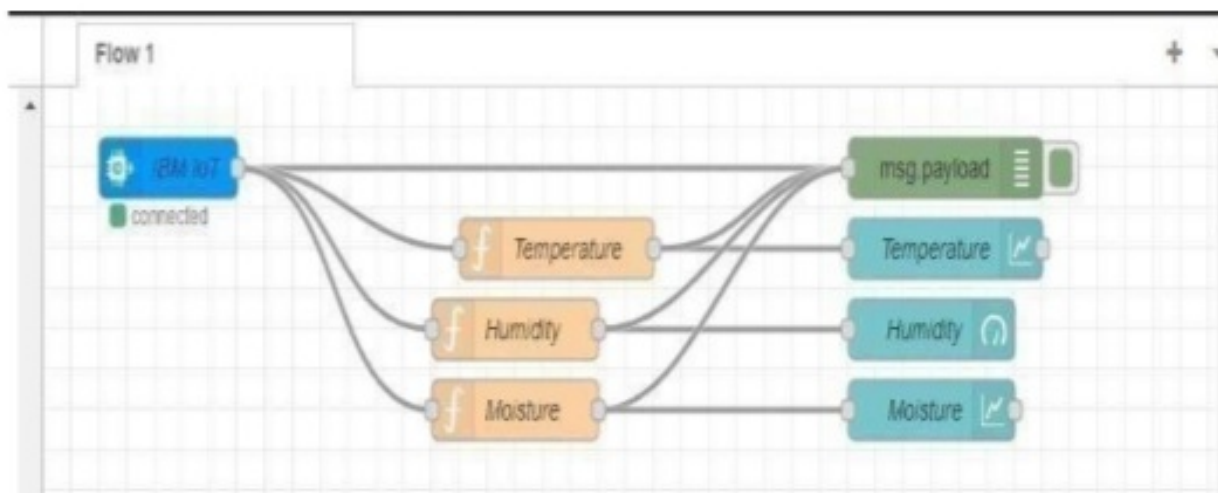 Flow 1
IBM IoT
msg.payload
connected
Temperature
Temperature
Humidity
Humidity
Moisture
Moisture